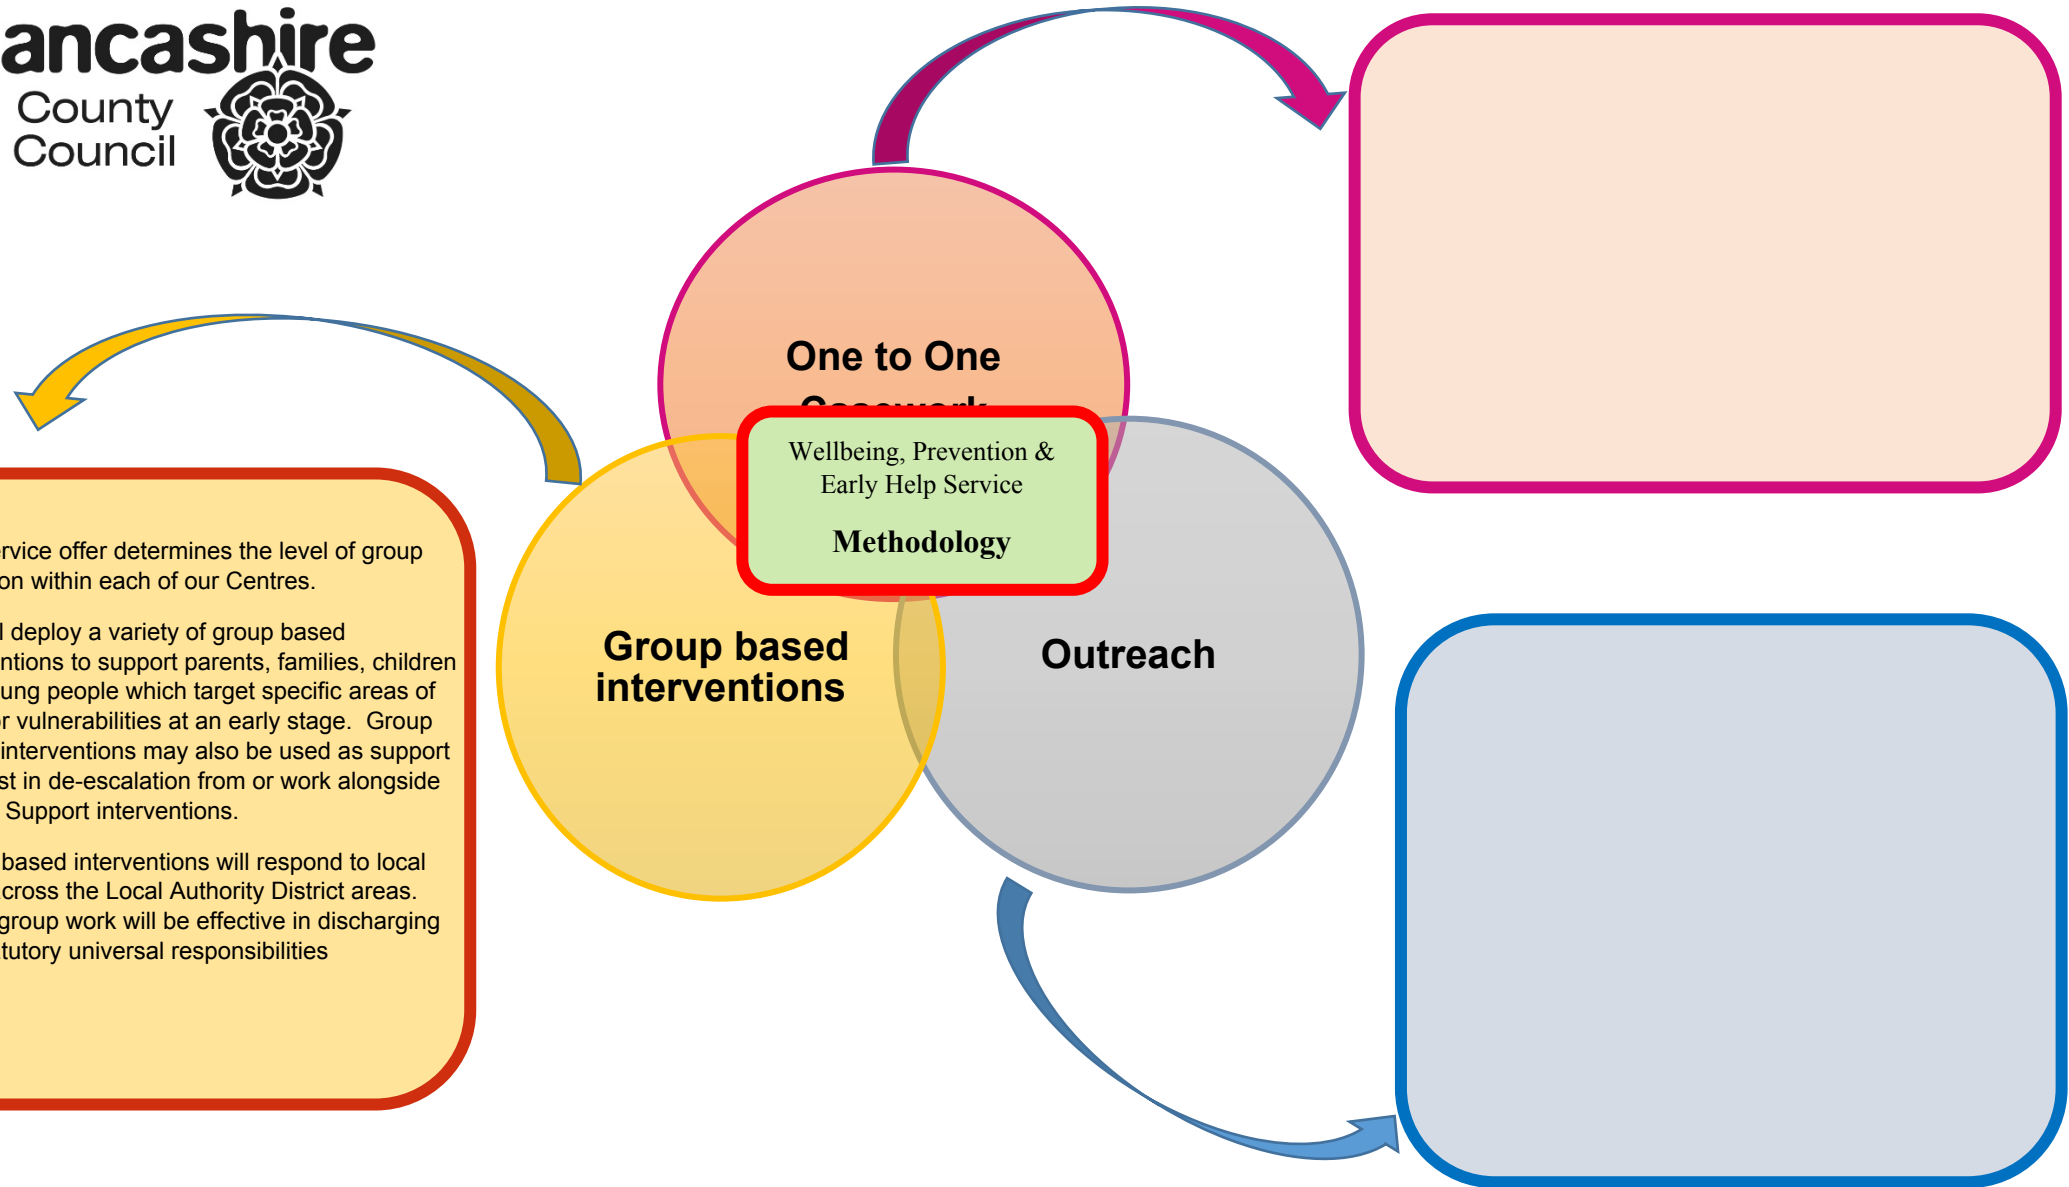 ancashire
County
Council
One to One
Casework
Wellbeing, Prevention &
Early Help Service
Methodology
Group based
interventions
Outreach
rvice offer determines the level of group
on within each of our Centres.
l deploy a variety of group based
ntions to support parents, families, children
ung people which target specific areas of
or vulnerabilities at an early stage.  Group
interventions may also be used as support
st in de-escalation from or work alongside
Support interventions.
based interventions will respond to local
across the Local Authority District areas.
group work will be effective in discharging
tutory universal responsibilities